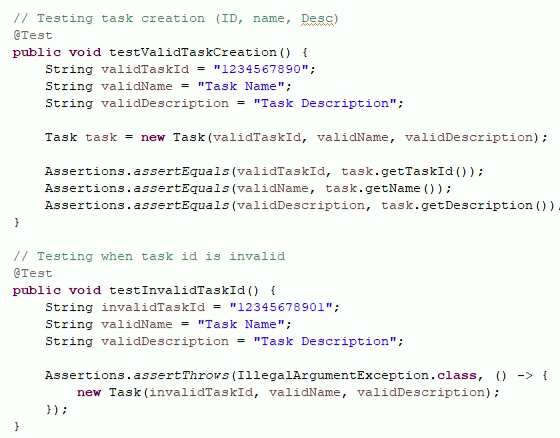 // Testing task creation (ID, name, Desc)
@Test
public void testValidTaskCreation() {
    String validTaskId = "1234567890";
    String validName = "Task Name";
    String validDescription = "Task Description";

    Task task = new Task(validTaskId, validName, validDescription);

    Assertions.assertEquals(validTaskId, task.getTaskId());
    Assertions.assertEquals(validName, task.getName());
    Assertions.assertEquals(validDescription, task.getDescription())
}

// Testing when task id is invalid
@Test
public void testInvalidTaskId() {
    String invalidTaskId = "12345678901";
    String validName = "Task Name";
    String validDescription = "Task Description";

    Assertions.assertThrows(IllegalArgumentException.class, () -> {
        new Task(invalidTaskId, validName, validDescription);
    });
}